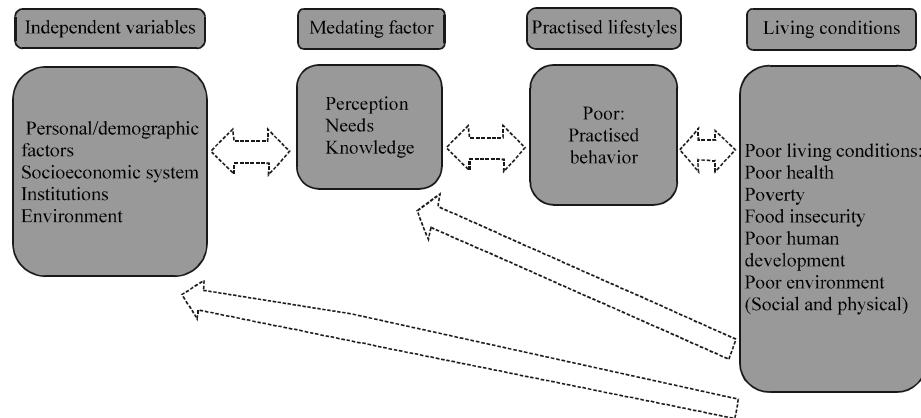 Independent variables
Medating factor
Practised lifestyles
Living conditions
Personal/demographic
factors
Socioeconomic system
Institutions
Environment
Perception
Needs
Knowledge
Poor:
Practised
behavior
Poor living conditions:
Poor health
Poverty
Food insecurity
Poor human
development
Poor environment
(Social and physical)